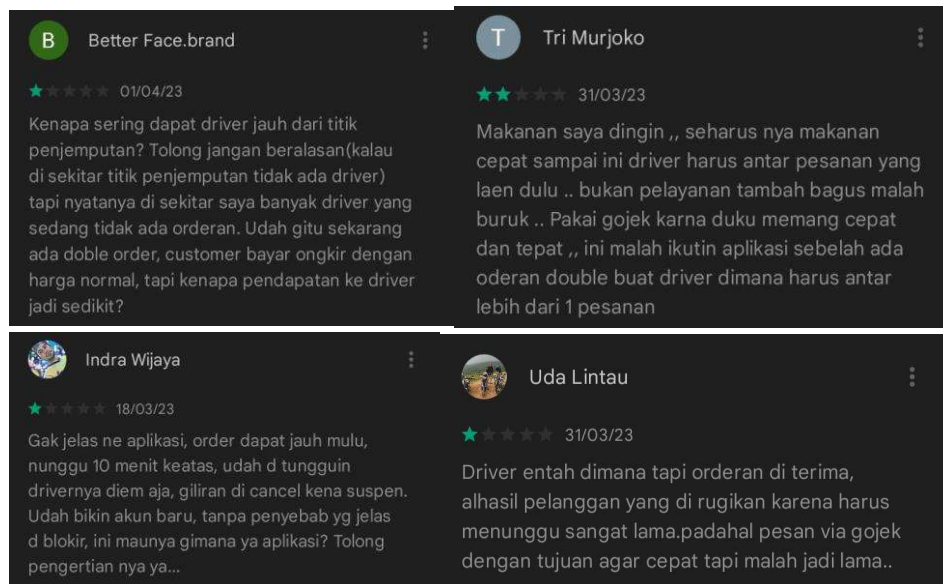 B
Better Face.brand
01/04/23
Kenapa sering dapat driver jauh dari titik
penjemputan? Tolong jangan beralasan(kalau
di sekitar titik penjemputan tidak ada driver)
tapi nyatanya di sekitar saya banyak driver yang
sedang tidak ada orderan. Udah gitu sekarang
ada doble order, customer bayar ongkir dengan
harga normal, tapi kenapa pendapatan ke driver
jadi sedikit?
T
Tri Murjoko
31/03/23
Makanan saya dingin ,, seharus nya makanan
cepat sampai ini driver harus antar pesanan yang
laen dulu .. bukan pelayanan tambah bagus malah
buruk .. Pakai gojek karna duku memang cepat
dan tepat ,, ini malah ikutin aplikasi sebelah ada
oderan double buat driver dimana harus antar
lebih dari 1 pesanan
Indra Wijaya
18/03/23
Gak jelas ne aplikasi, order dapat jauh mulu,
nunggu 10 menit keatas, udah d tungguin
drivernya diem aja, giliran di cancel kena suspen.
Udah bikin akun baru, tanpa penyebab yg jelas
d blokir, ini maunya gimana ya aplikasi? Tolong
pengertian nya ya...
Uda Lintau
31/03/23
Driver entah dimana tapi orderan di terima,
alhasil pelanggan yang di rugikan karena harus
menunggu sangat lama.padahal pesan via gojek
dengan tujuan agar cepat tapi malah jadi lama..